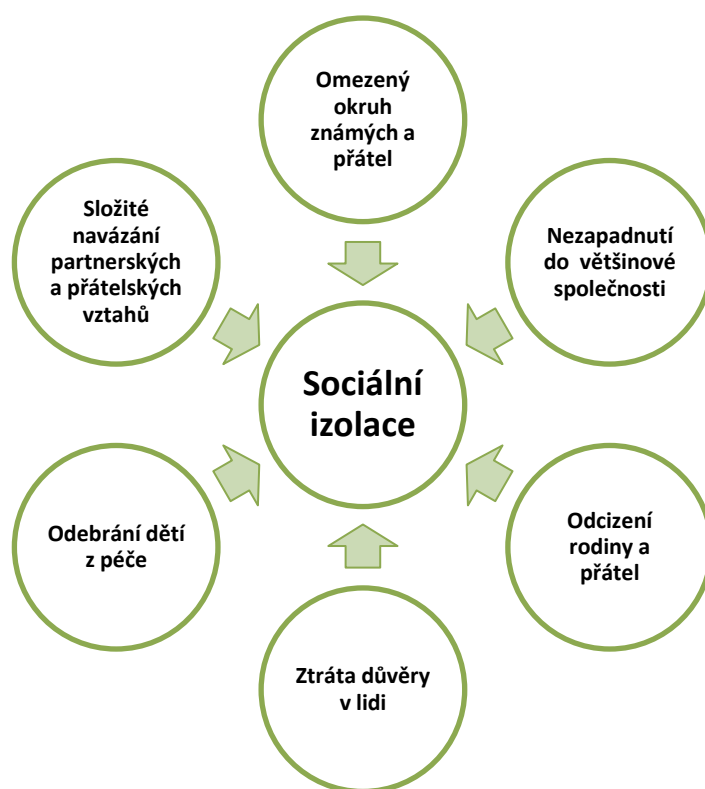 Omezený
okruh
známých a
přátel
Složité
navázání
partnerských
a přátelských
vztahů
Nezapadnutí
do většinové
společnosti
Sociální
izolace
Odebrání dětí
z péče
Odcizení
rodiny a
přátel
Ztráta důvěry
v lidi